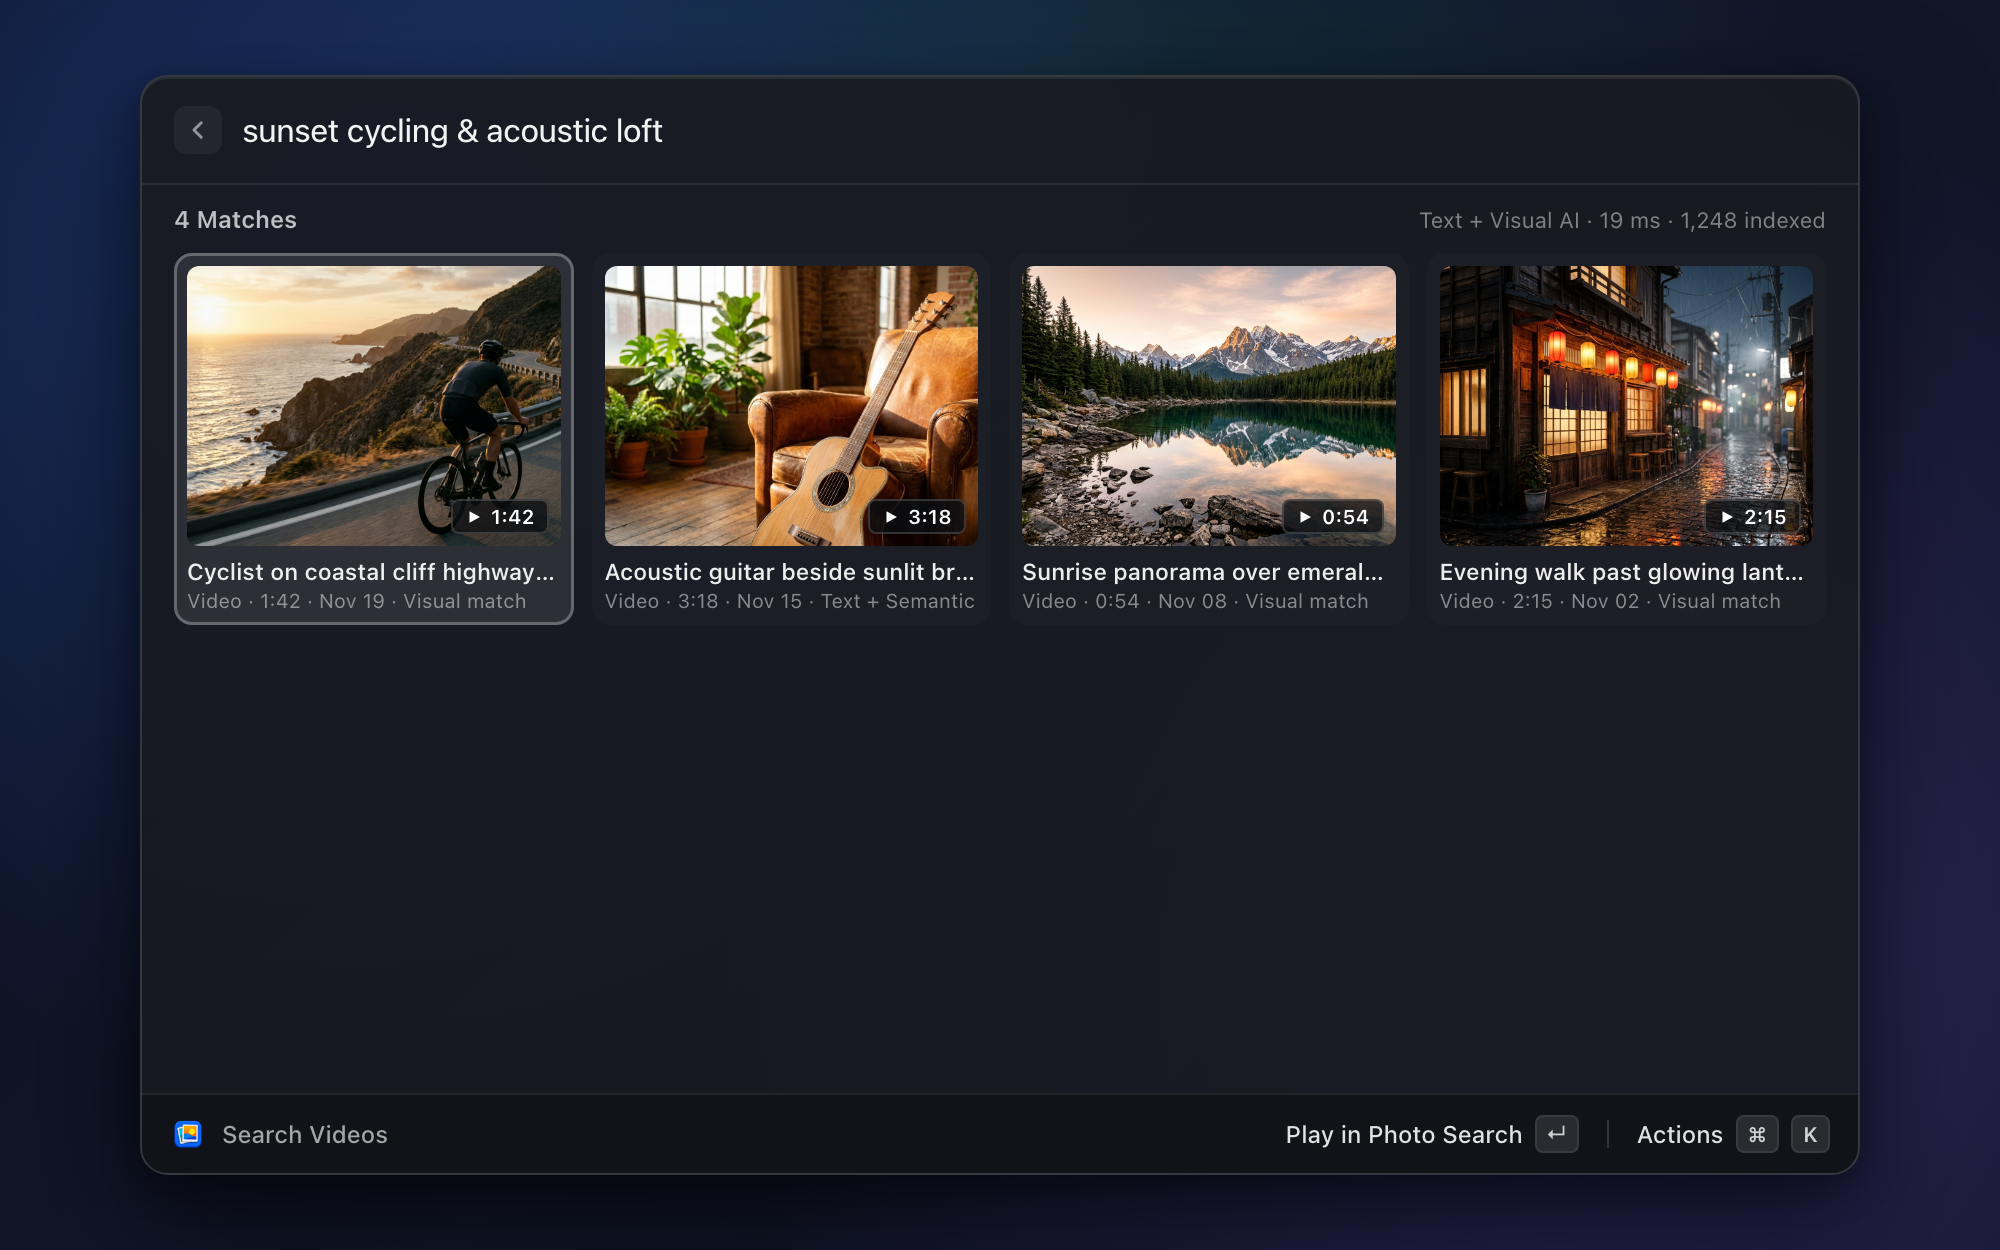 sunset cycling & acoustic loft
4 Matches
Text + Visual AI · 19 ms · 1,248 indexed
1:42
3:18
0:54
2:15
Cyclist on coastal cliff highway...
Video · 1:42 · Nov 19 · Visual match
Acoustic guitar beside sunlit br...
Video · 3:18 · Nov 15 · Text + Semantic
Sunrise panorama over emeral...
Video · 0:54 · Nov 08 · Visual match
Evening walk past glowing lant...
Video · 2:15 · Nov 02 · Visual match
Search Videos
Play in Photo Search ↵
Actions ⌘ K